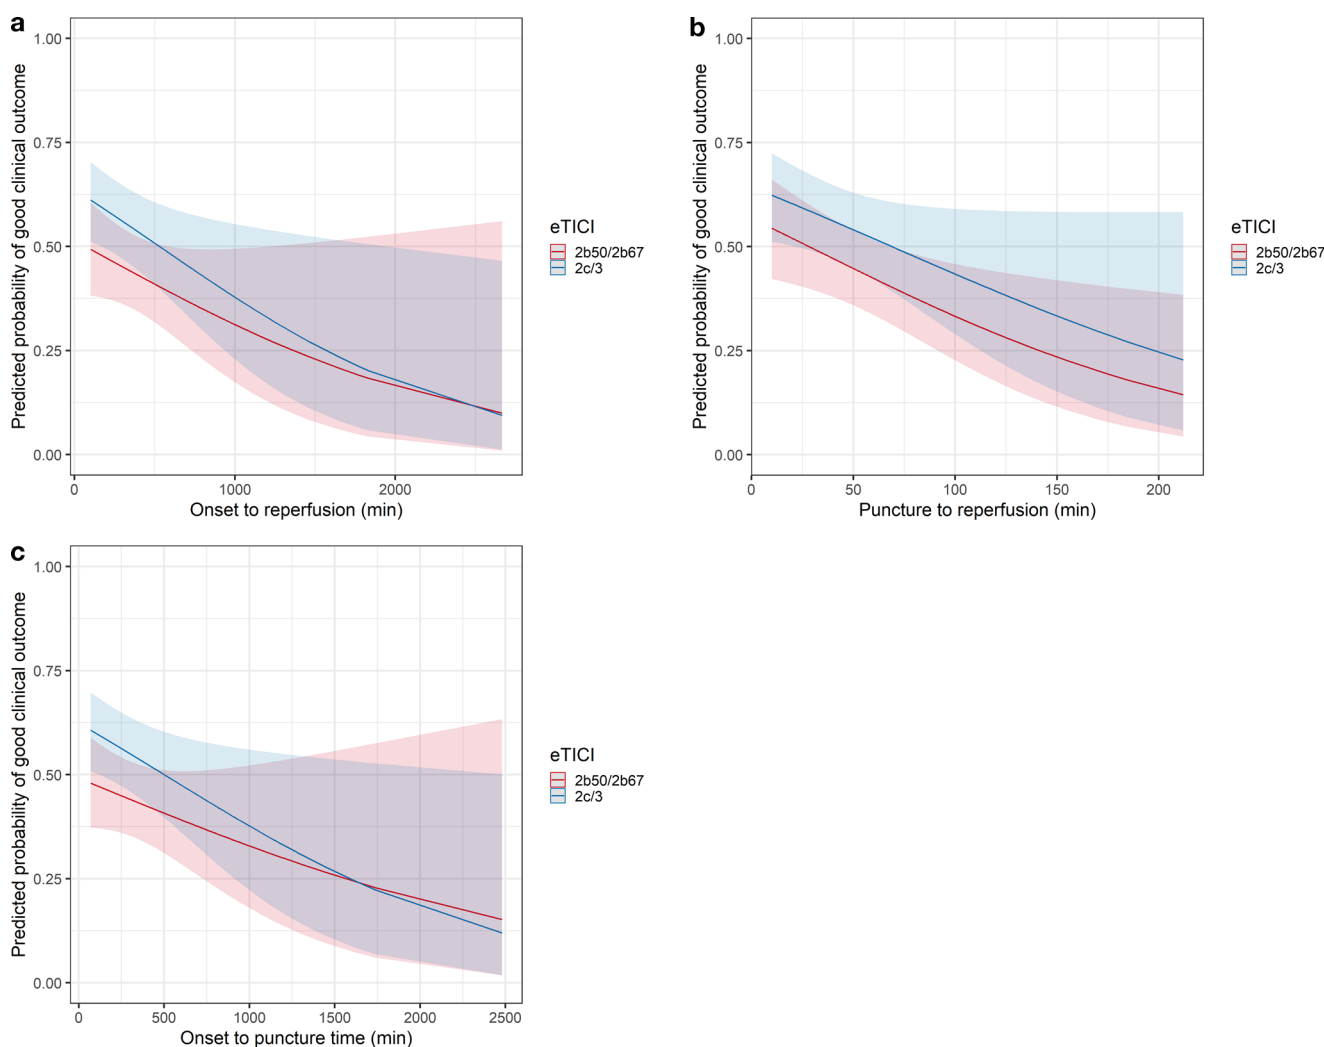 a
Predicted probability of good clinical outcome
1.00
0.75
0.50
0.25
0.00
0
1000
2000
Onset to reperfusion (min)
eTICI
2b50/2b67
2c/3
b
Predicted probability of good clinical outcome
1.00
0.75
0.50
0.25
0.00
0
50
100
150
200
Puncture to reperfusion (min)
eTICI
2b50/2b67
2c/3
c
Predicted probability of good clinical outcome
1.00
0.75
0.50
0.25
0.00
0
500
1000
1500
2000
2500
Onset to puncture time (min)
eTICI
2b50/2b67
2c/3